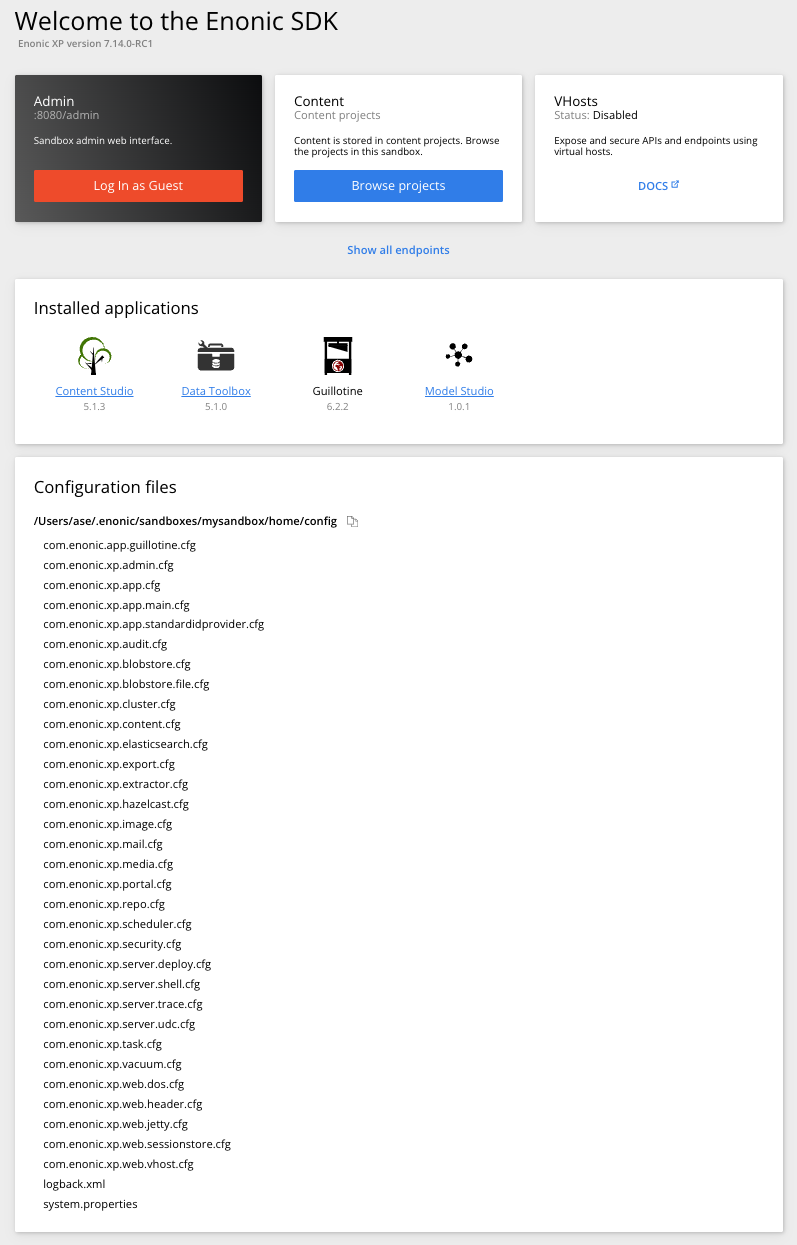 Welcome to the Enonic SDK
Enonic XP version 7.14.0-RC1
Admin
:8080/admin
Sandbox admin web interface.
Log In as Guest
Content
Content projects
Content is stored in content projects. Browse
the projects in this sandbox.
Browse projects
VHosts
Status: Disabled
Expose and secure APIs and endpoints using
virtual hosts.
DOCS
Show all endpoints
Installed applications
Content Studio
5.1.3
Data Toolbox
5.1.0
Guillotine
6.2.2
Model Studio
1.0.1
Configuration files
/Users/ase/.enonic/sandboxes/mysandbox/home/config
com.enonic.app.guillotine.cfg
com.enonic.xp.admin.cfg
com.enonic.xp.app.cfg
com.enonic.xp.app.main.cfg
com.enonic.xp.app.standardidprovider.cfg
com.enonic.xp.audit.cfg
com.enonic.xp.blobstore.cfg
com.enonic.xp.blobstore.file.cfg
com.enonic.xp.cluster.cfg
com.enonic.xp.content.cfg
com.enonic.xp.elasticsearch.cfg
com.enonic.xp.export.cfg
com.enonic.xp.extractor.cfg
com.enonic.xp.hazelcast.cfg
com.enonic.xp.image.cfg
com.enonic.xp.mail.cfg
com.enonic.xp.media.cfg
com.enonic.xp.portal.cfg
com.enonic.xp.repo.cfg
com.enonic.xp.scheduler.cfg
com.enonic.xp.security.cfg
com.enonic.xp.server.deploy.cfg
com.enonic.xp.server.shell.cfg
com.enonic.xp.server.trace.cfg
com.enonic.xp.server.udc.cfg
com.enonic.xp.task.cfg
com.enonic.xp.vacuum.cfg
com.enonic.xp.web.dos.cfg
com.enonic.xp.web.header.cfg
com.enonic.xp.web.jetty.cfg
com.enonic.xp.web.sessionstore.cfg
com.enonic.xp.web.vhost.cfg
logback.xml
system.properties